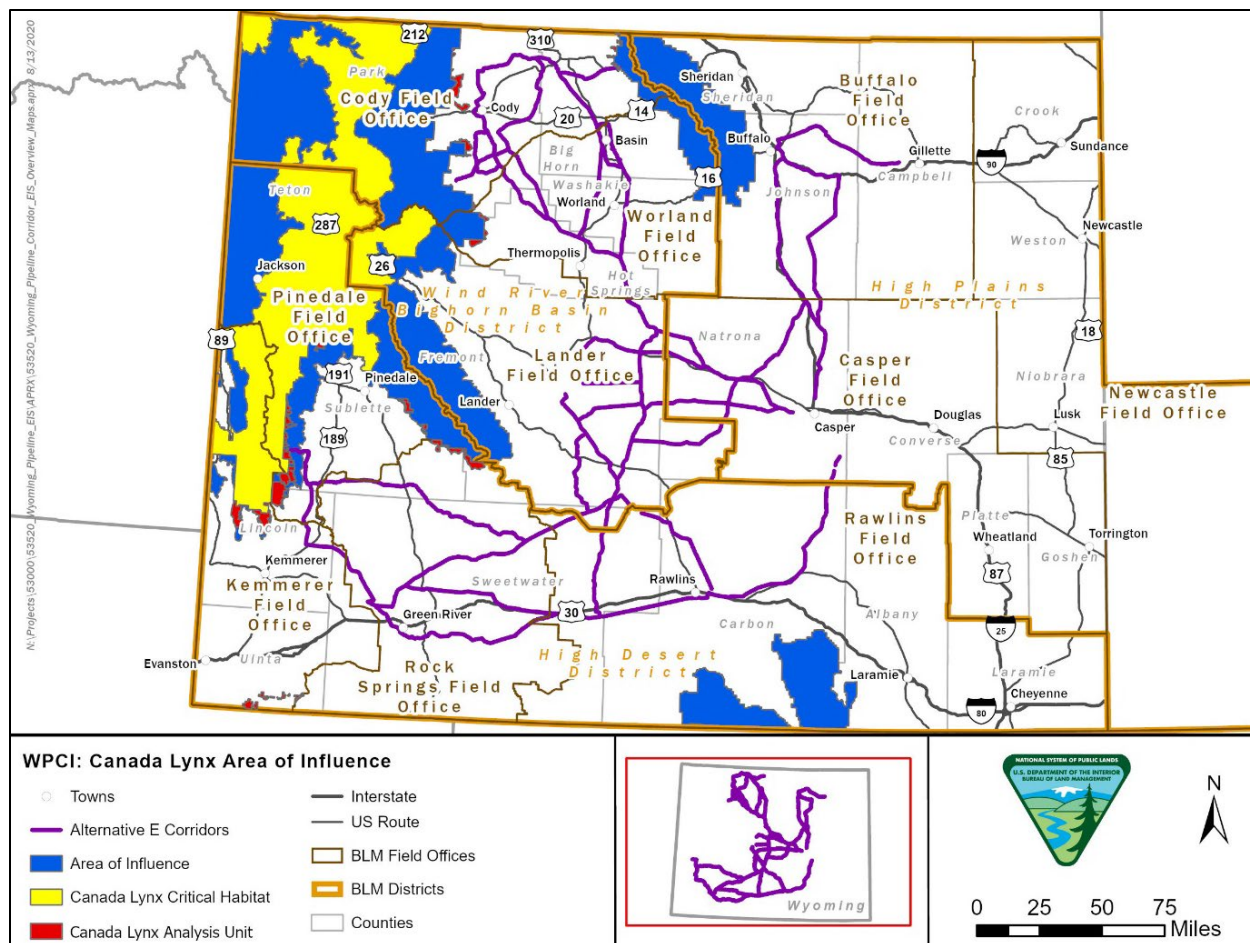 N:\Projects\53000\53520_Wyoming_Pipeline_EIS\APRX\53520_Wyoming_Pipeline_Corridor_EIS_Overview_Maps.aprx 8/13/2020
212
310
Park
Sheridan
Sheridan
Buffalo
Field
Office
Cody Field
Office
Cody
14
20
Crook
Basin
Big
Horn
Buffalo
Gillette
Sundance
90
Campbell
16
Washakie
Johnson
Teton
Worland
Worland
Field
Office
287
Newcastle
Weston
Thermopolis
26
Jackson
Hot
Springs
Wind River
Bighorn Basin
District
High Plains
District
Pinedale
Field
Office
89
18
Natrona
Lander
Field Office
Fremont
Casper
Field
Office
191
Pinedale
Niobrara
Newcastle
Field Office
Sublette
Lander
189
Casper
Douglas
Lusk
Converse
85
Lincoln
Rawlins
Field
Office
Platte
Wheatland
Torrington
Goshen
Kemmerer
Kemmerer
Field
Office
Sweetwater
Rawlins
87
30
Green River
Albany
Carbon
25
Evanston
Uinta
High Desert
District
Rock
Springs Field
Office
Laramie
Laramie
Cheyenne
80
WPCI: Canada Lynx Area of Influence
Towns
Alternative E Corridors
Area of Influence
Canada Lynx Critical Habitat
Canada Lynx Analysis Unit
Interstate
US Route
BLM Field Offices
BLM Districts
Counties
Wyoming
NATIONAL SYSTEM OF PUBLIC LANDS
U.S. DEPARTMENT OF THE INTERIOR
BUREAU OF LAND MANAGEMENT
N
0 25 50 75
Miles